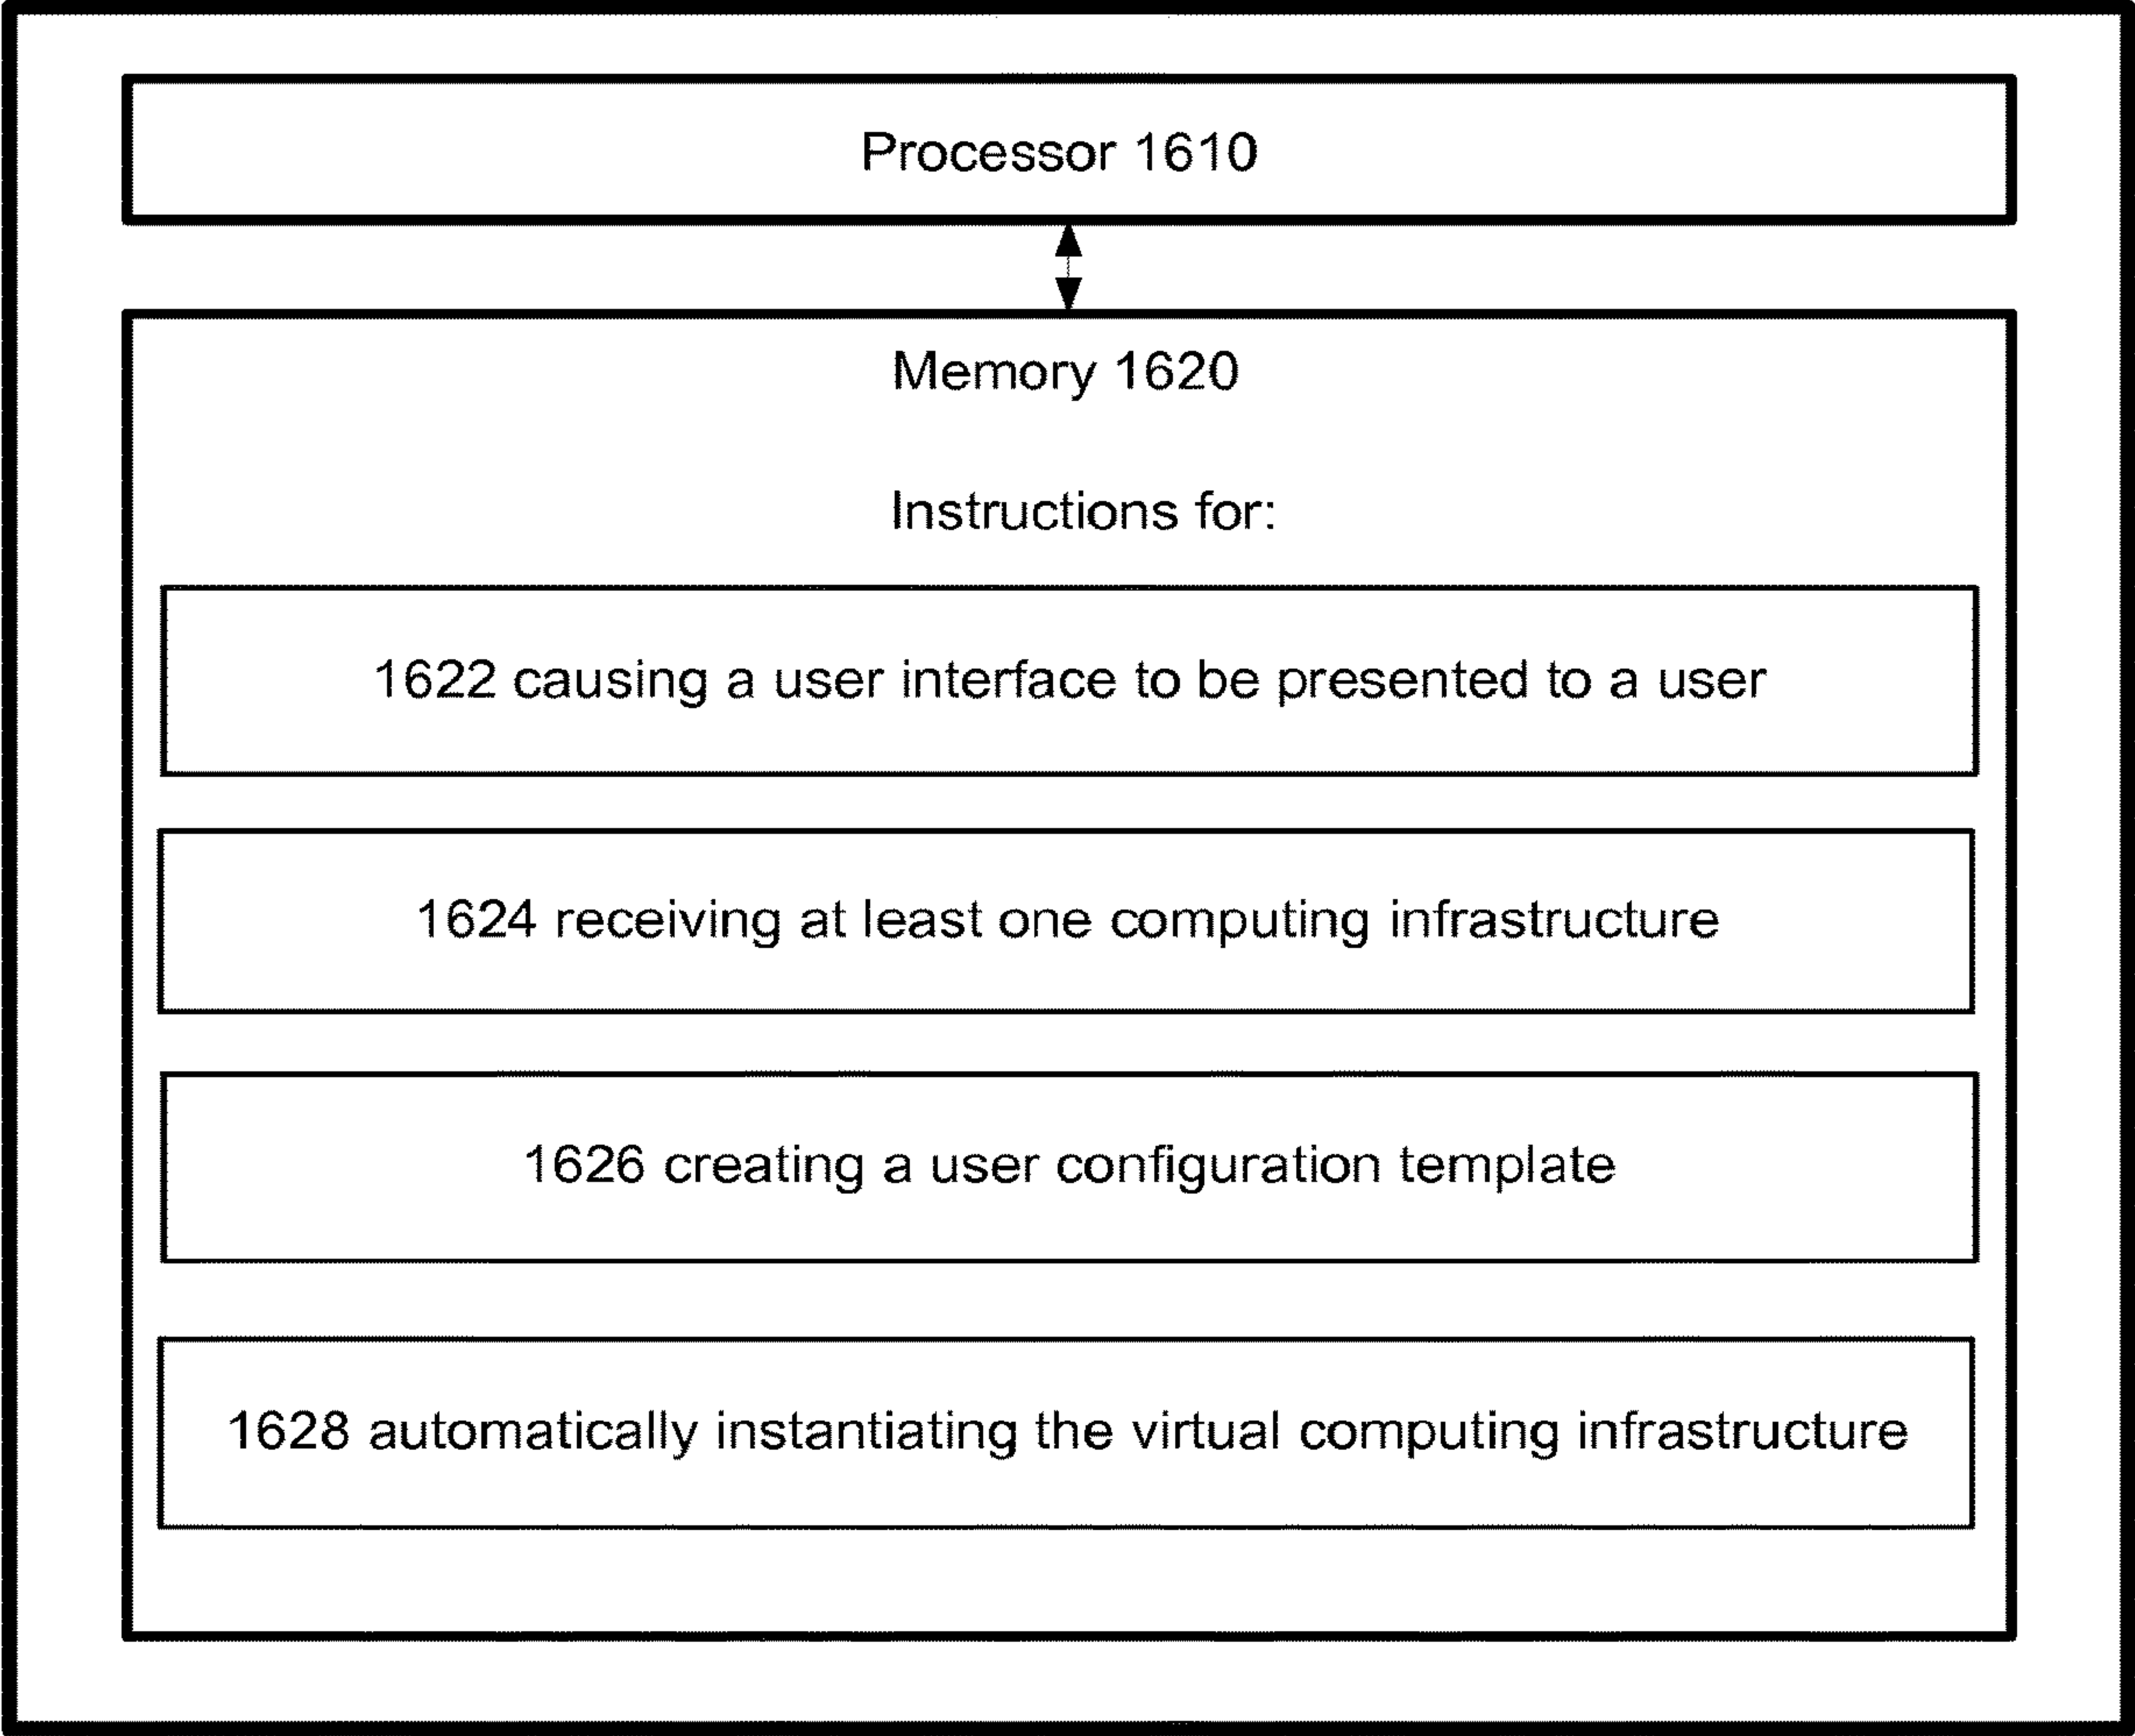 Processor 1610
Memory 1620
Instructions for:
1622 causing a user interface to be presented to a user
1624 receiving at least one computing infrastructure
1626 creating a user configuration template
1628 automatically instantiating the virtual computing infrastructure